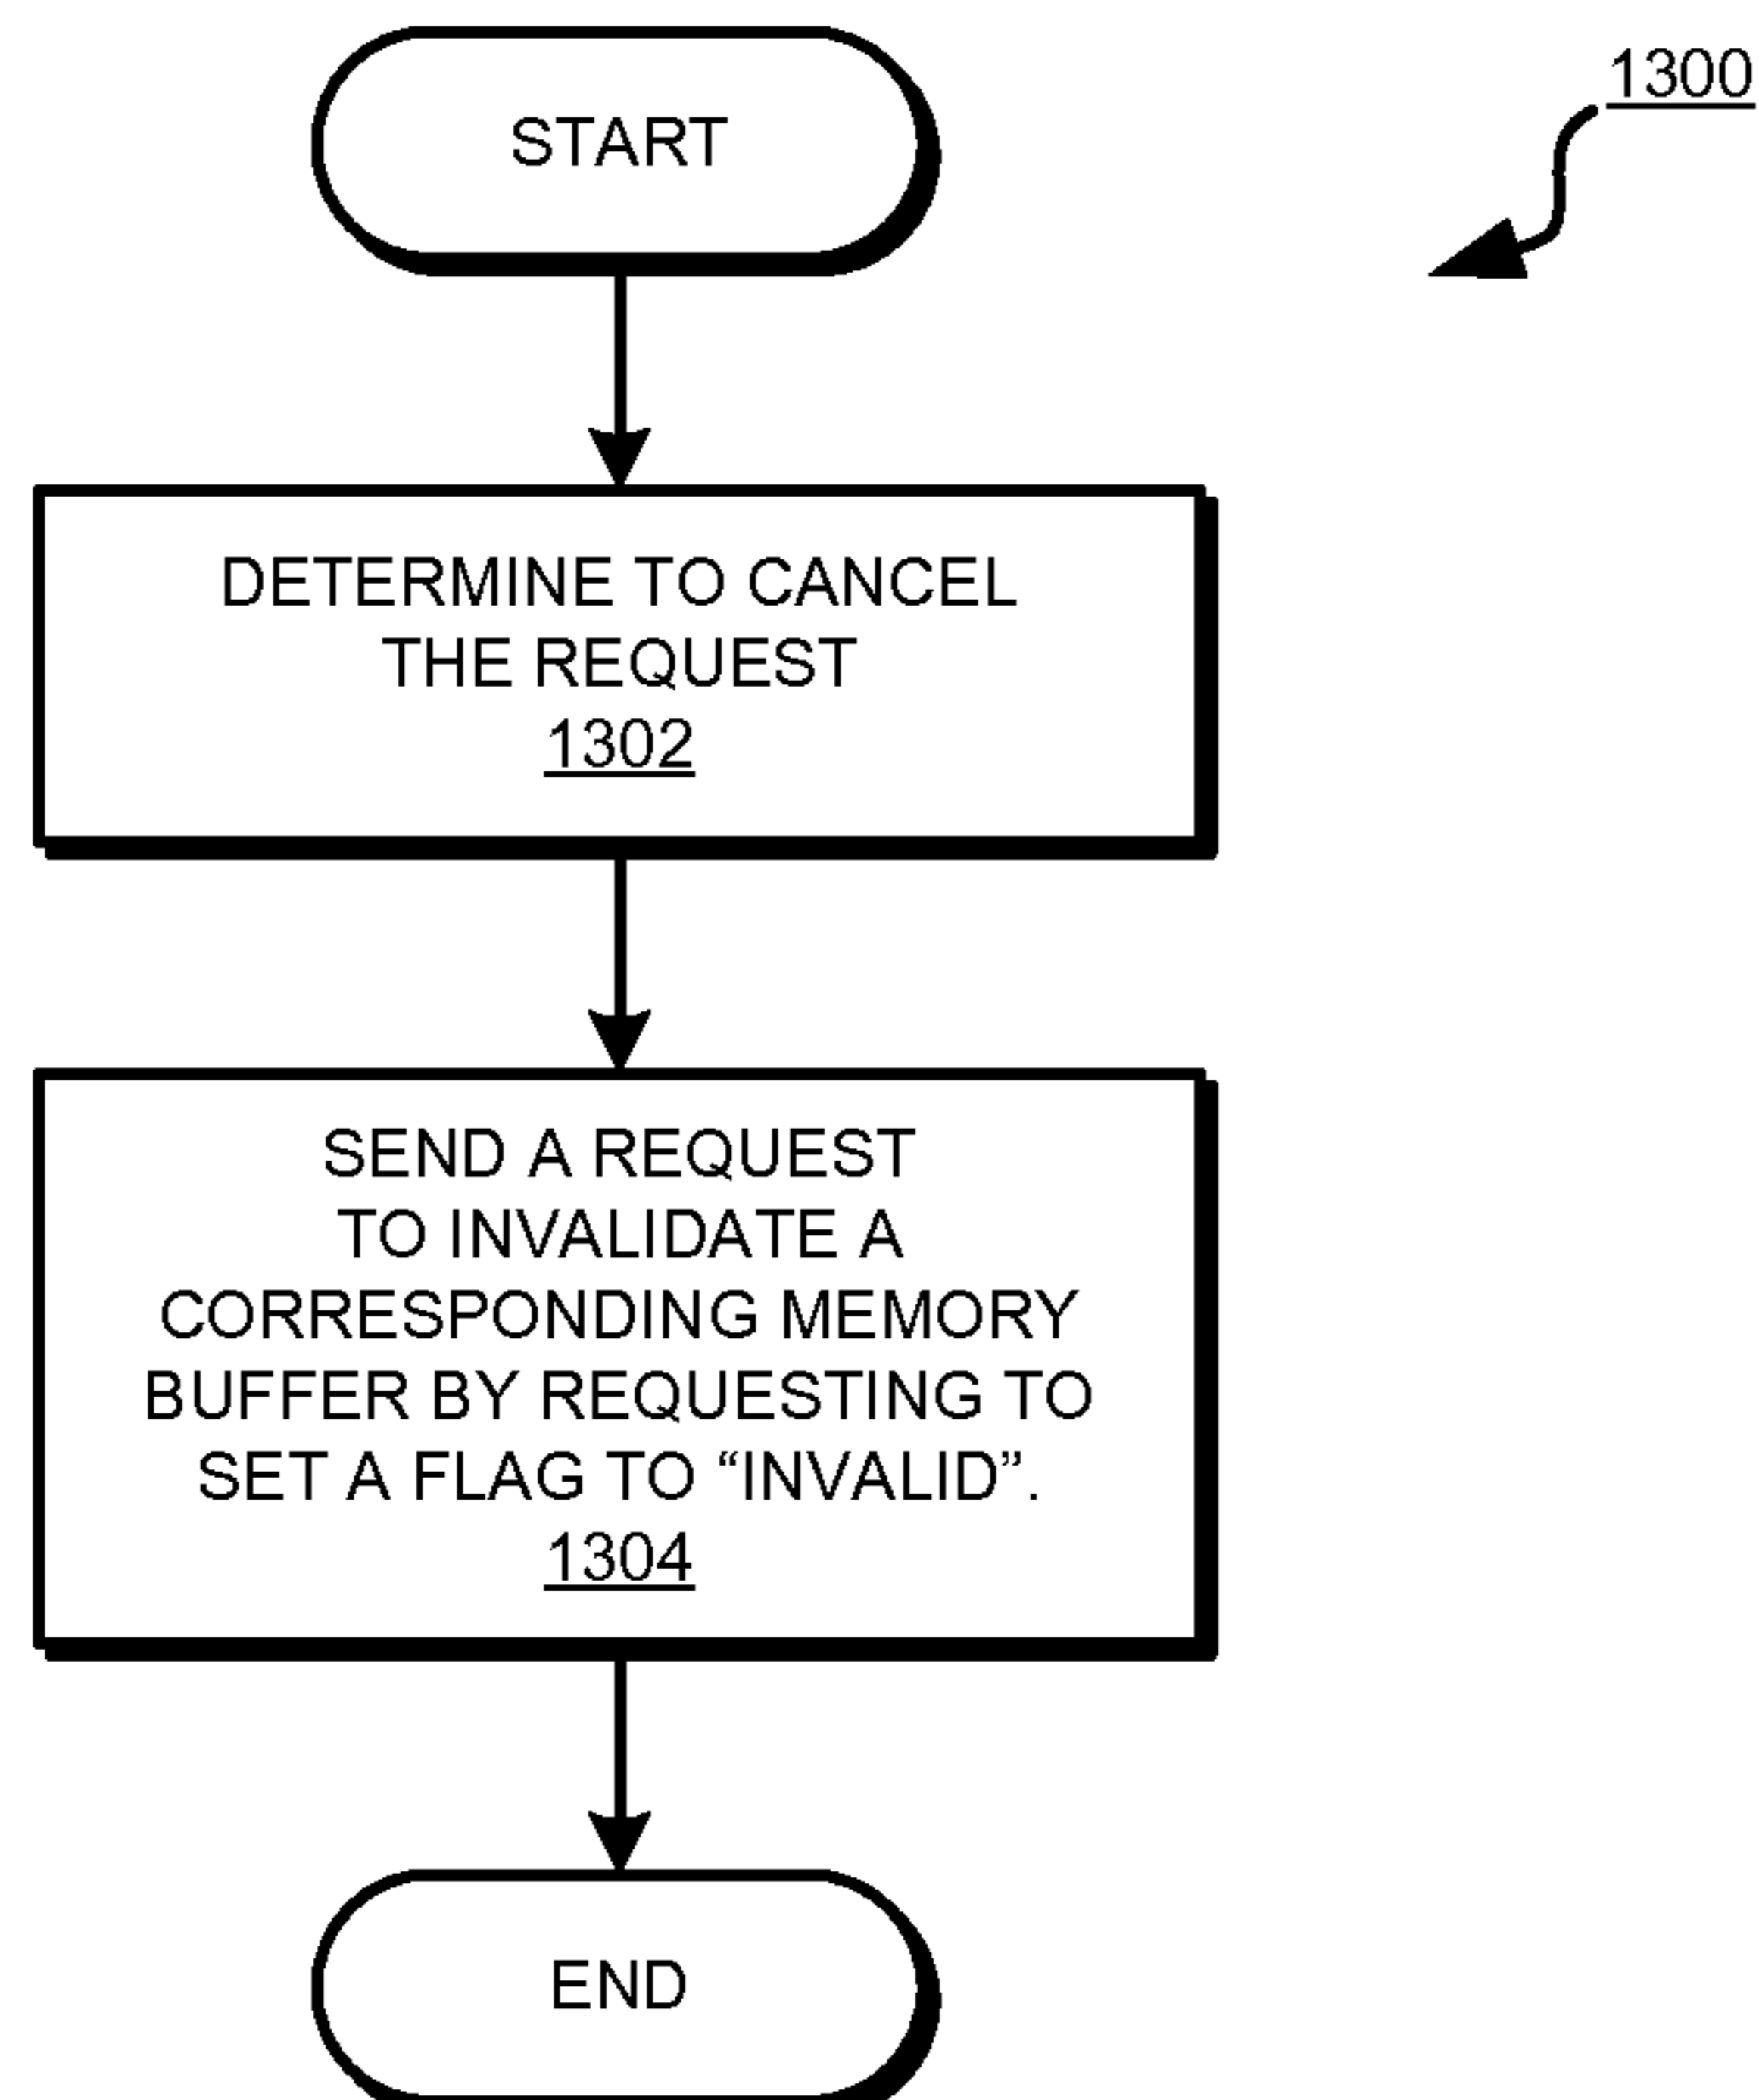 START
1300
DETERMINE TO CANCEL
THE REQUEST
1302
SEND A REQUEST
TO INVALIDATE A
CORRESPONDING MEMORY
BUFFER BY REQUESTING TO
SET A FLAG TO “INVALID”.
1304
END